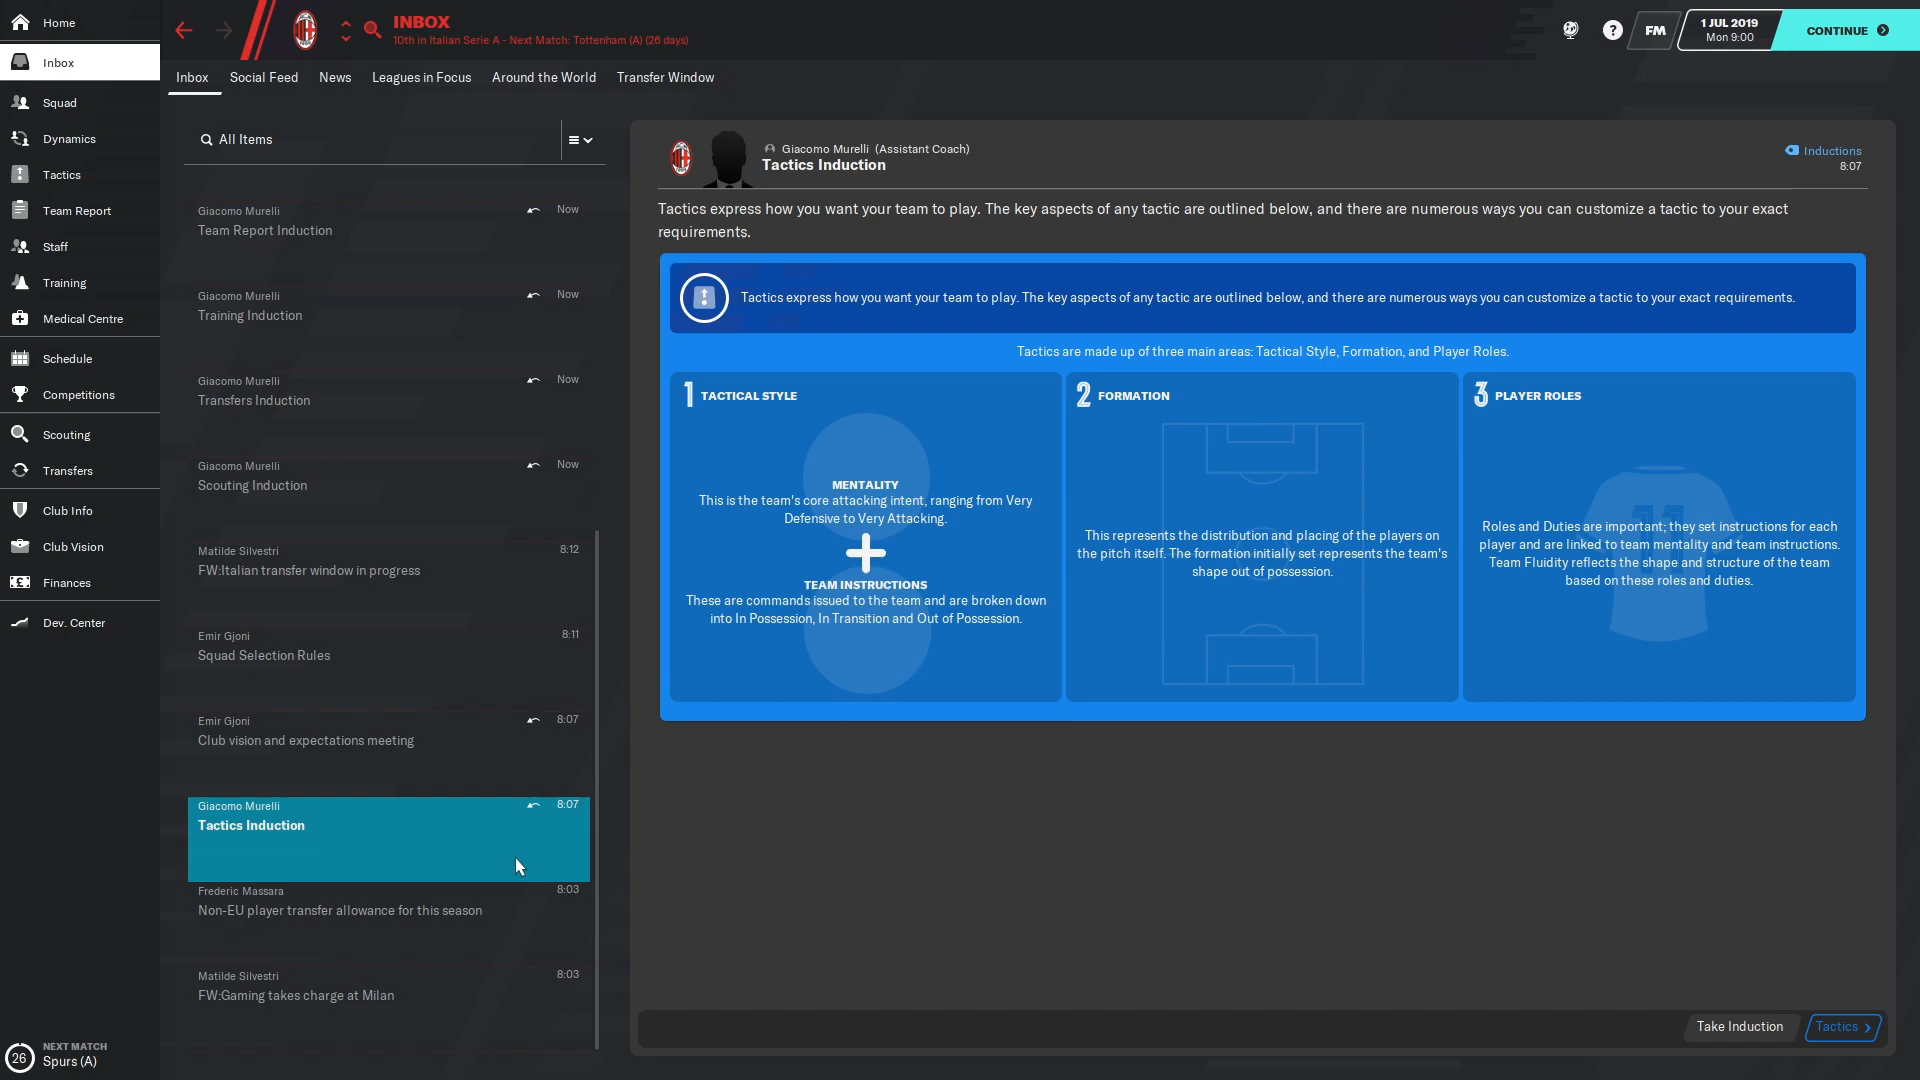 Home
INBOX
10th in Italian Serie A - Next Match: Tottenham (A) (26 days)
FM
1 JUL 2019
Mon 9:00
CONTINUE
Inbox
Squad
Dynamics
Tactics
Team Report
Staff
Training
Medical Centre
Schedule
Competitions
Scouting
Transfers
Club Info
Club Vision
Finances
Dev. Center
26
NEXT MATCH
Spurs (A)
Inbox Social Feed News Leagues in Focus Around the World Transfer Window
All Items
Giacomo Murelli Now
Team Report Induction
Giacomo Murelli Now
Training Induction
Giacomo Murelli Now
Transfers Induction
Giacomo Murelli Now
Scouting Induction
Matilde Silvestri 8:12
FW:Italian transfer window in progress
Emir Gjoni 8:11
Squad Selection Rules
Emir Gjoni 8:07
Club vision and expectations meeting
Giacomo Murelli 8:07
Tactics Induction
Frederic Massara 8:03
Non-EU player transfer allowance for this season
Matilde Silvestri 8:03
FW:Gaming takes charge at Milan
Giacomo Murelli (Assistant Coach)
Tactics Induction
Inductions
8:07
Tactics express how you want your team to play. The key aspects of any tactic are outlined below, and there are numerous ways you can customize a tactic to your exact
requirements.
Tactics express how you want your team to play. The key aspects of any tactic are outlined below, and there are numerous ways you can customize a tactic to your exact requirements.
Tactics are made up of three main areas: Tactical Style, Formation, and Player Roles.
1 TACTICAL STYLE
MENTALITY
This is the team's core attacking intent, ranging from Very
Defensive to Very Attacking.
TEAM INSTRUCTIONS
These are commands issued to the team and are broken down
into In Possession, In Transition and Out of Possession.
2 FORMATION
This represents the distribution and placing of the players on
the pitch itself. The formation initially set represents the team's
shape out of possession.
3 PLAYER ROLES
11
Roles and Duties are important; they set instructions for each
player and are linked to team mentality and team instructions.
Team Fluidity reflects the shape and structure of the team
based on these roles and duties.
Take Induction
Tactics